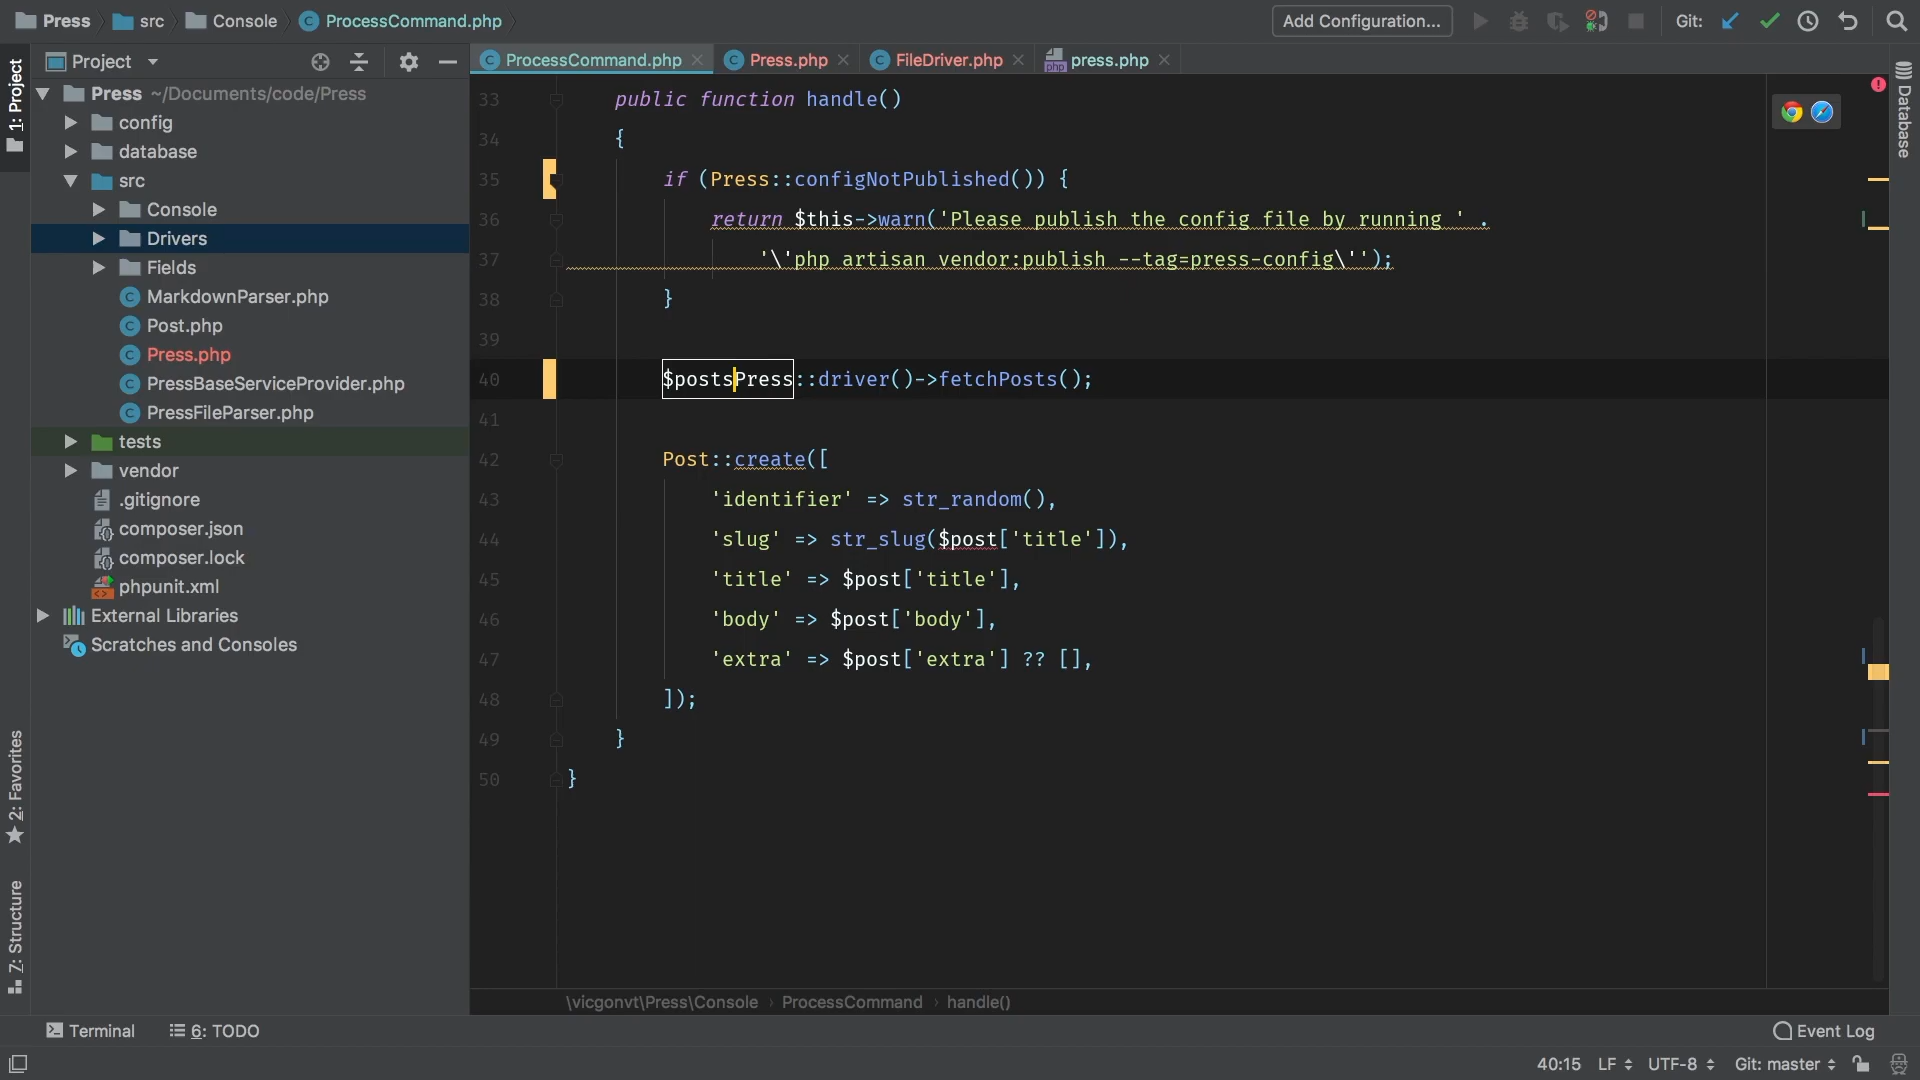 Press
src
Console
ProcessCommand.php
Add Configuration...
Git:
1: Project
Project
ProcessCommand.php
Press.php
FileDriver.php
php
press.php
Database
Press ~/Documents/code/Press
config
database
src
Console
Drivers
Fields
MarkdownParser.php
Post.php
Press.php
PressBaseServiceProvider.php
PressFileParser.php
tests
vendor
.gitignore
composer.json
composer.lock
phpunit.xml
External Libraries
Scratches and Consoles
2: Favorites
7: Structure
33 public function handle()
34 {
35 if (Press::configNotPublished()) {
36 return $this->warn('Please publish the config file by running ' .
37 '\'php artisan vendor:publish --tag=press-config\'');
38 }
39
40 $postsPress::driver()->fetchPosts();
41
42 Post::create([
43 'identifier' => str_random(),
44 'slug' => str_slug($post['title']),
45 'title' => $post['title'],
46 'body' => $post['body'],
47 'extra' => $post['extra'] ?? [],
48 ]);
49 }
50 }
\vicgonvt\Press\Console › ProcessCommand › handle()
Terminal
6: TODO
Event Log
40:15
LF
UTF-8
Git: master